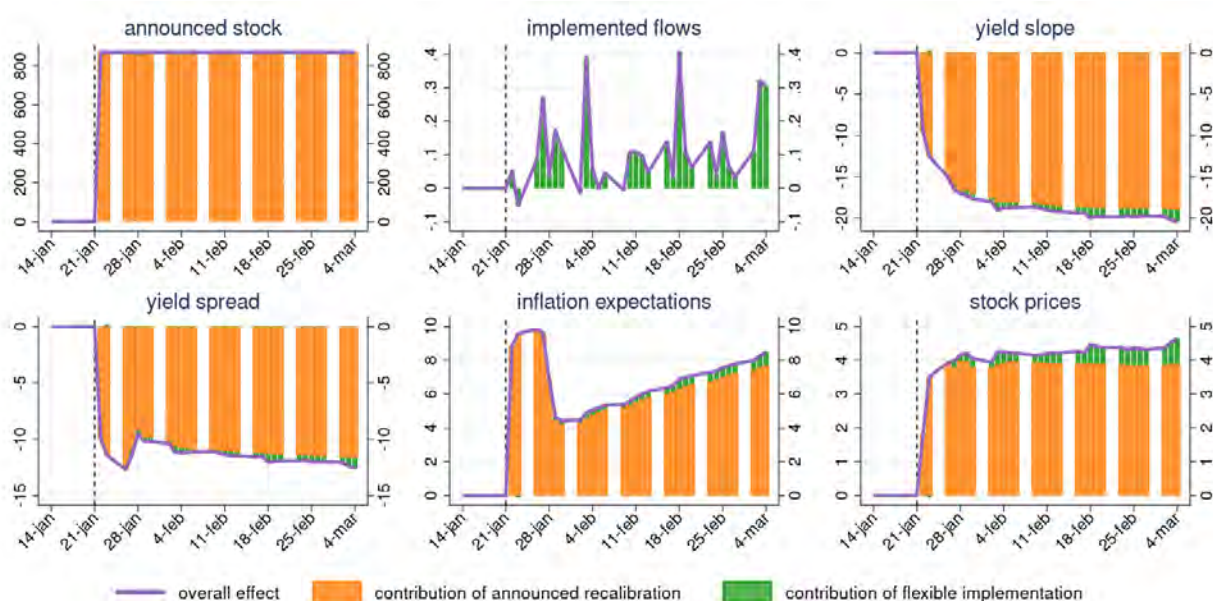 announced stock
implemented flows
yield slope
0 200 400 600 800
0 200 400 600 800
-.1 0 .1 .2 .3 .4
-.1 0 .1 .2 .3 .4
-20 -15 -10 -5 0
-20 -15 -10 -5 0
14-jan 21-jan 28-jan 4-feb 11-feb 18-feb 25-feb 4-mar
14-jan 21-jan 28-jan 4-feb 11-feb 18-feb 25-feb 4-mar
14-jan 21-jan 28-jan 4-feb 11-feb 18-feb 25-feb 4-mar
yield spread
inflation expectations
stock prices
-15 -10 -5 0
-15 -10 -5 0
0 2 4 6 8 10
0 2 4 6 8 10
0 1 2 3 4 5
0 1 2 3 4 5
14-jan 21-jan 28-jan 4-feb 11-feb 18-feb 25-feb 4-mar
14-jan 21-jan 28-jan 4-feb 11-feb 18-feb 25-feb 4-mar
14-jan 21-jan 28-jan 4-feb 11-feb 18-feb 25-feb 4-mar
overall effect
contribution of announced recalibration
contribution of flexible implementation